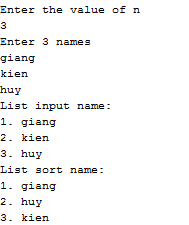 Enter the value of n
3
Enter 3 names
giang
kien
huy
List input name:
1. giang
2. kien
3. huy
List sort name:
1. giang
2. huy
3. kien